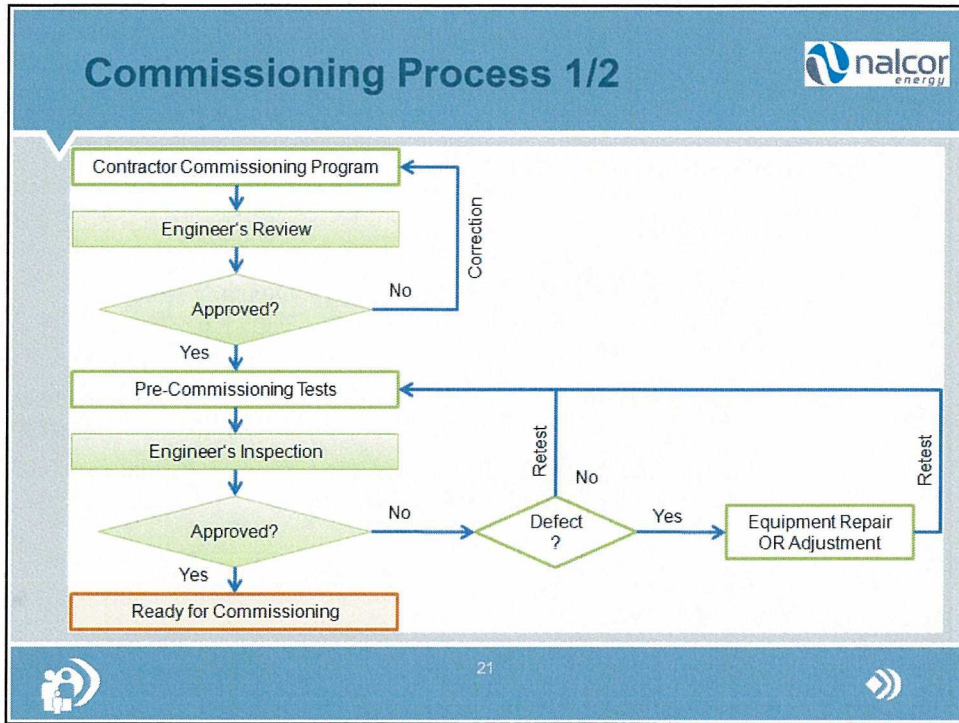 Commissioning Process 1/2
nalcor
energy
Contractor Commissioning Program
Engineer's Review
Correction
Approved?
No
Yes
Pre-Commissioning Tests
Engineer's Inspection
Retest
Retest
No
Approved?
No
Defect
?
Yes
Equipment Repair
OR Adjustment
Yes
Ready for Commissioning
21